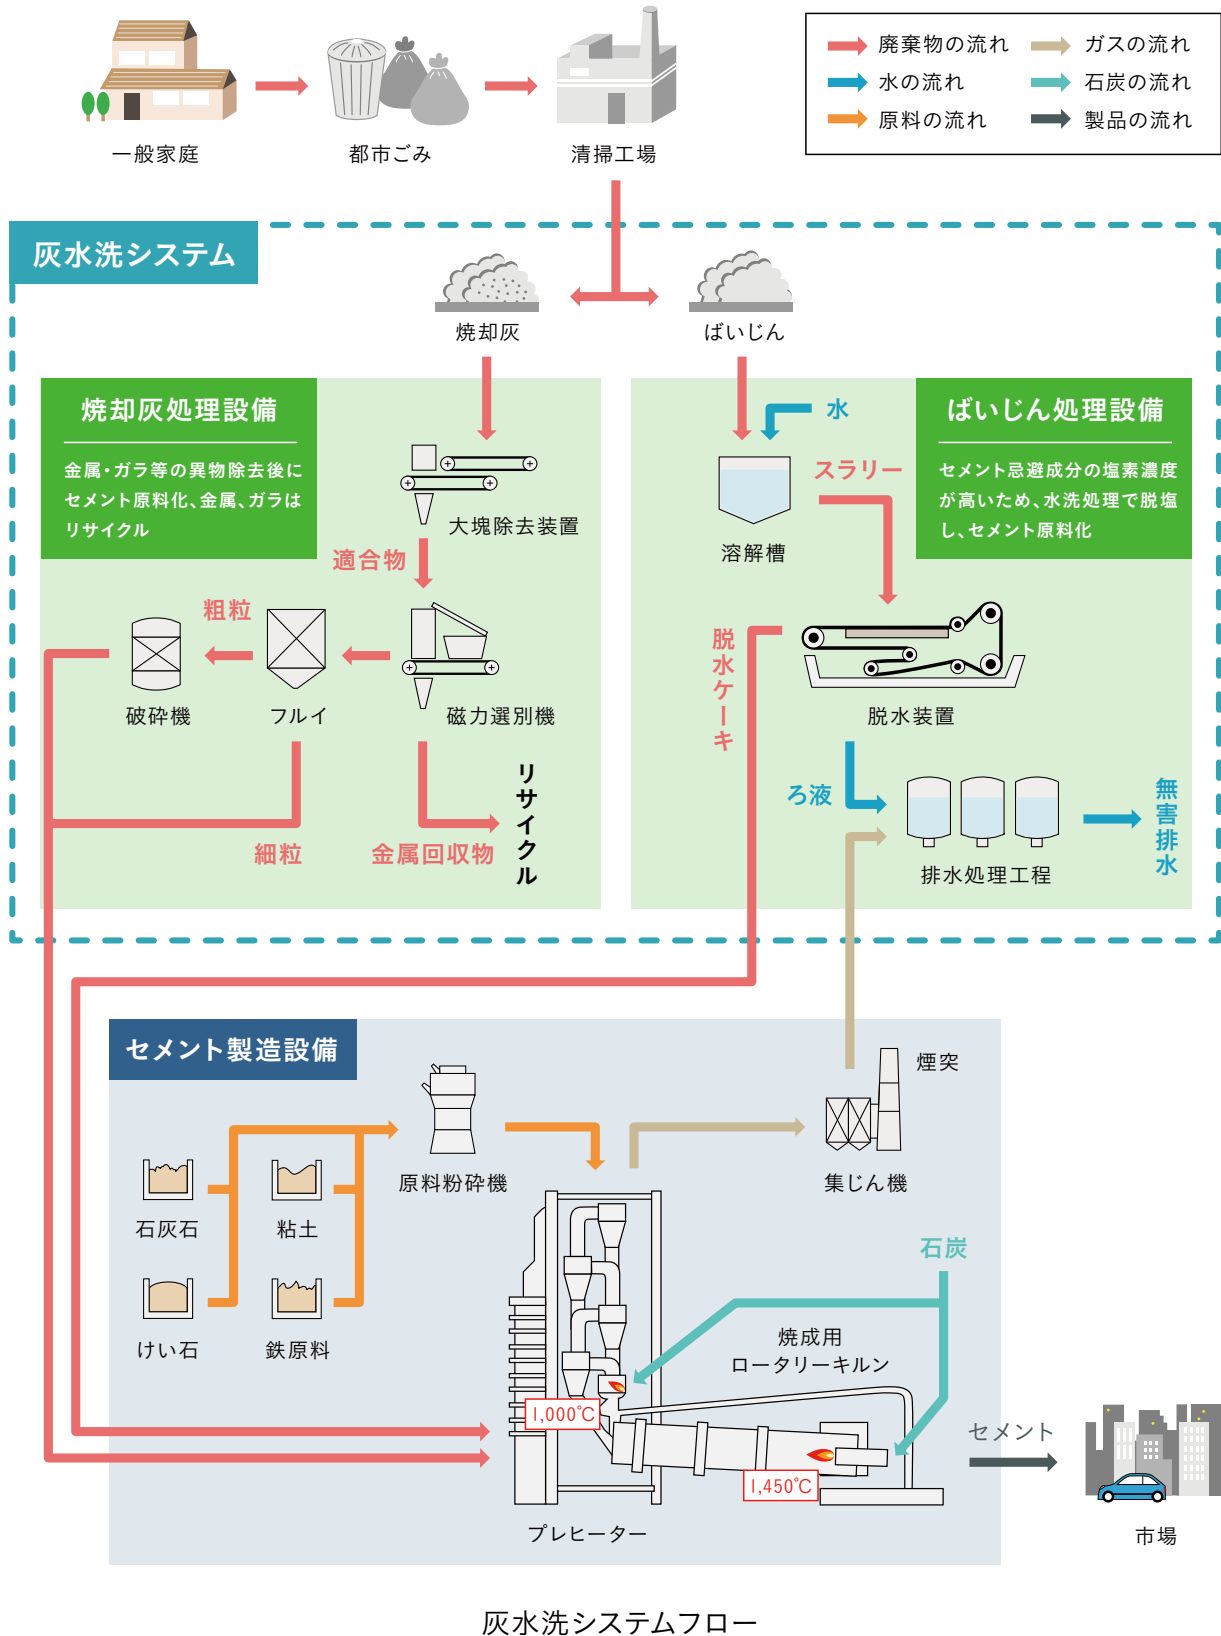 廃棄物の流れ
ガスの流れ
水の流れ
石炭の流れ
原料の流れ
製品の流れ
一般家庭
都市ごみ
清掃工場
灰水洗システム
焼却灰
ばいじん
焼却灰処理設備
金属・ガラ等の異物除去後に
セメント原料化、金属、ガラは
リサイクル
大塊除去装置
適合物
粗粒
破砕機
フルイ
磁力選別機
細粒
金属回収物
リサイクル
水
スラリー
溶解槽
ばいじん処理設備
セメント忌避成分の塩素濃度
が高いため、水洗処理で脱塩
し、セメント原料化
脱水ケーキ
脱水装置
ろ液
排水処理工程
無害排水
セメント製造設備
原料粉砕機
煙突
集じん機
石灰石
粘土
けい石
鉄原料
石炭
焼成用
ロータリーキルン
1,000℃
1,450℃
プレヒーター
セメント
市場
灰水洗システムフロー